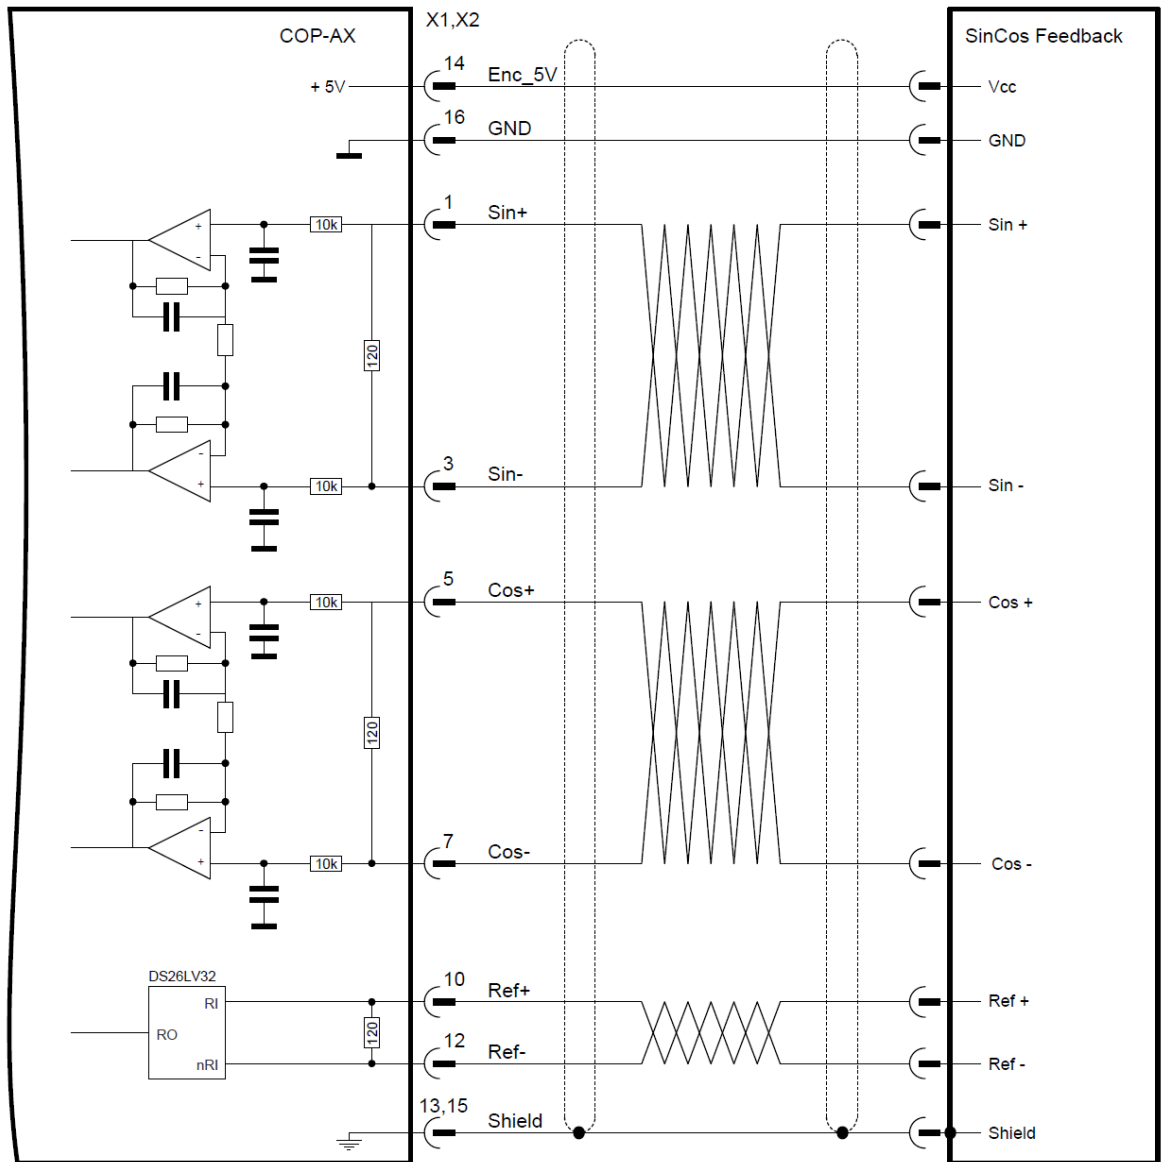 X1,X2
COP-AX
SinCos Feedback
14
Enc_5V
+ 5V
Vcc
16
GND
GND
1
Sin+
Sin +
+
10k
-
120
3
Sin-
Sin -
-
+
10k
5
Cos+
Cos +
+
10k
-
120
7
Cos-
Cos -
-
+
10k
DS26LV32
10
Ref+
Ref +
RI
RO
120
12
Ref-
Ref -
nRI
13,15
Shield
Shield